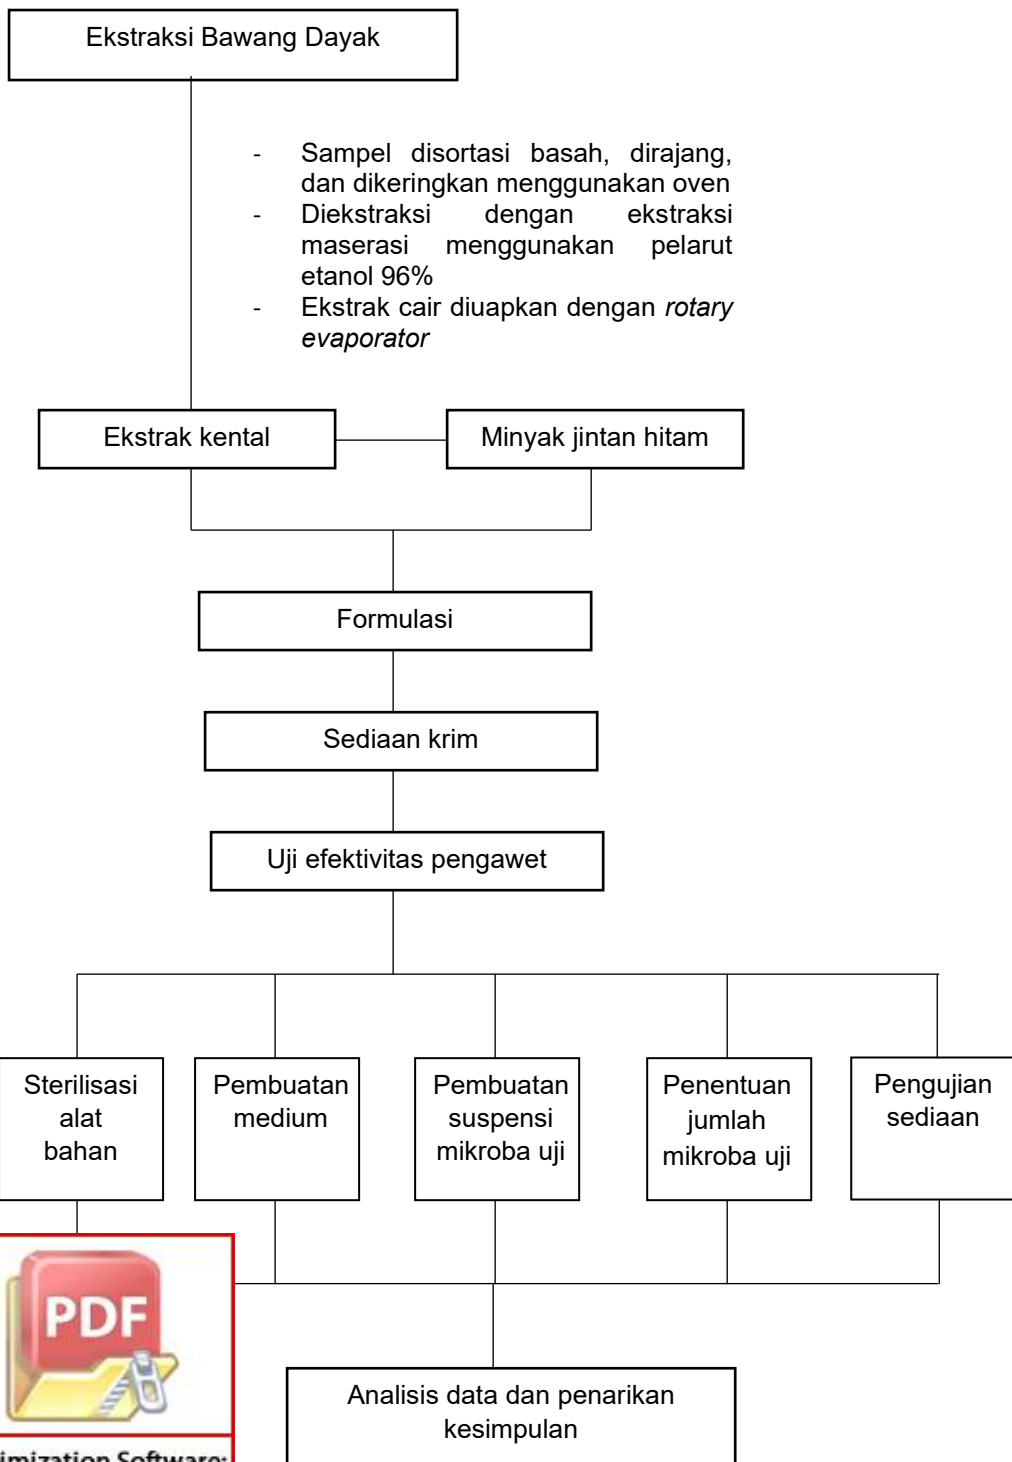 Ekstraksi Bawang Dayak
- Sampel disortasi basah, dirajang,
dan dikeringkan menggunakan oven
- Diekstraksi dengan ekstraksi
maserasi menggunakan pelarut
etanol 96%
- Ekstrak cair diuapkan dengan rotary
evaporator
Ekstrak kental
Minyak jintan hitam
Formulasi
Sediaan krim
Uji efektivitas pengawet
Sterilisasi
alat
bahan
Pembuatan
medium
Pembuatan
suspensi
mikroba uji
Penentuan
jumlah
mikroba uji
Pengujian
sediaan
PDF
imization Software:
Analisis data dan penarikan
kesimpulan